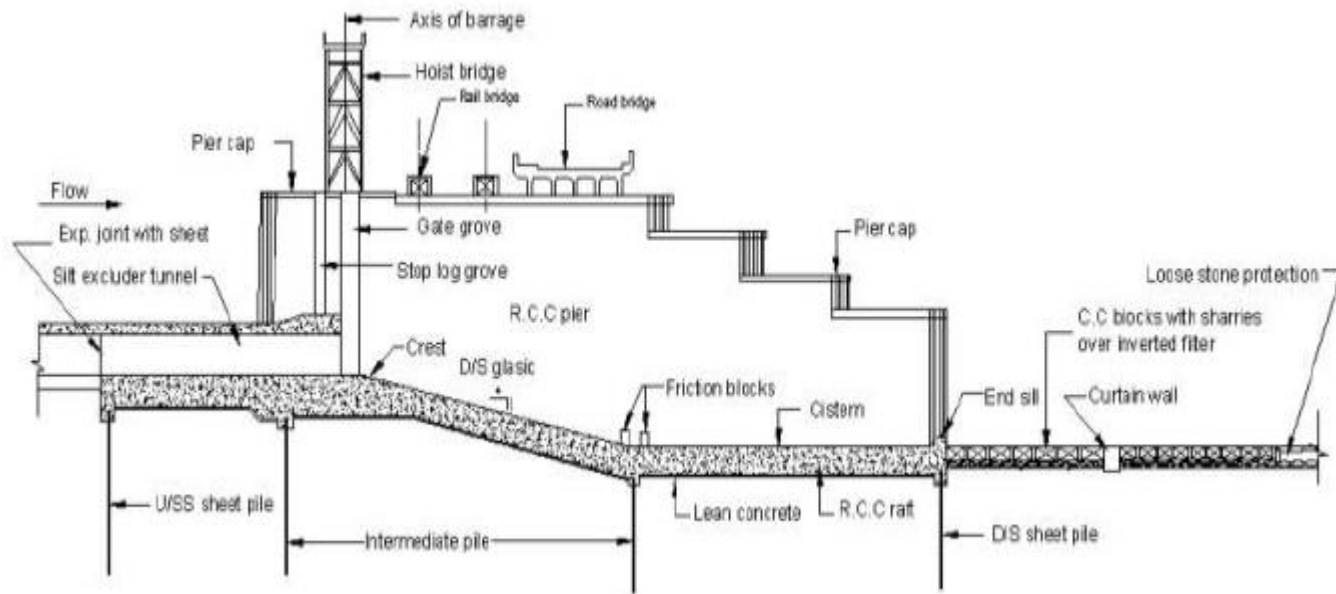 Axis of barrage
Hoist bridge
Rail bridge
Road bridge
Pier cap
Flow
Gate grove
Exp. joint with sheet
Pier cap
Silt excluder tunnel
Stop log grove
Loose stone protection
R.C.C pier
C.C blocks with sharries
over inverted filter
Crest
D/S glasic
Friction blocks
End sill
Cistern
Curtain wall
U/SS sheet pile
Lean concrete
R.C.C raft
Intermediate pile
D/S sheet pile